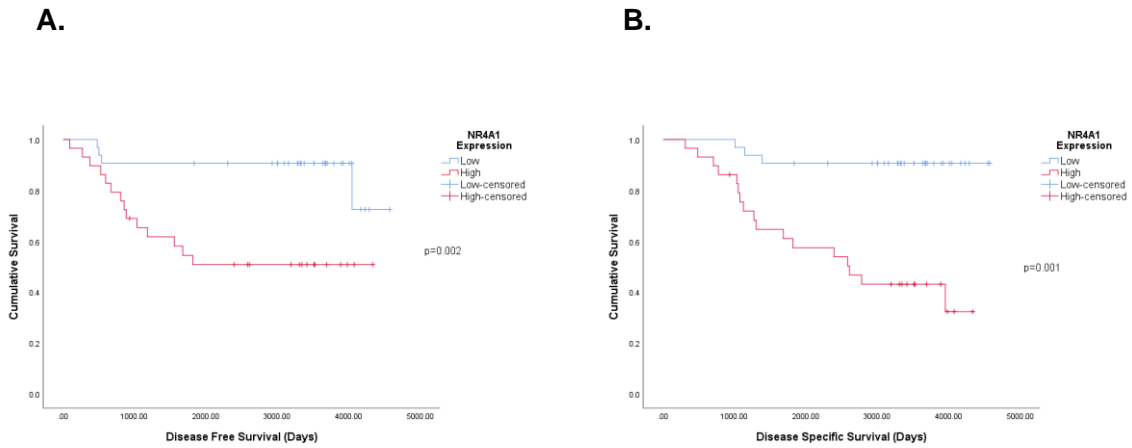 A.
B.
NR4A1
Expression
Low
High
Low-censored
High-censored
p=0.002
Cumulative Survival
1.0
0.8
0.6
0.4
0.2
0.0
.00 1000.00 2000.00 3000.00 4000.00 5000.00
Disease Free Survival (Days)
NR4A1
Expression
Low
High
Low-censored
High-censored
p=0.001
Cumulative Survival
1.0
0.8
0.6
0.4
0.2
0.0
.00 1000.00 2000.00 3000.00 4000.00 5000.00
Disease Specific Survival (Days)